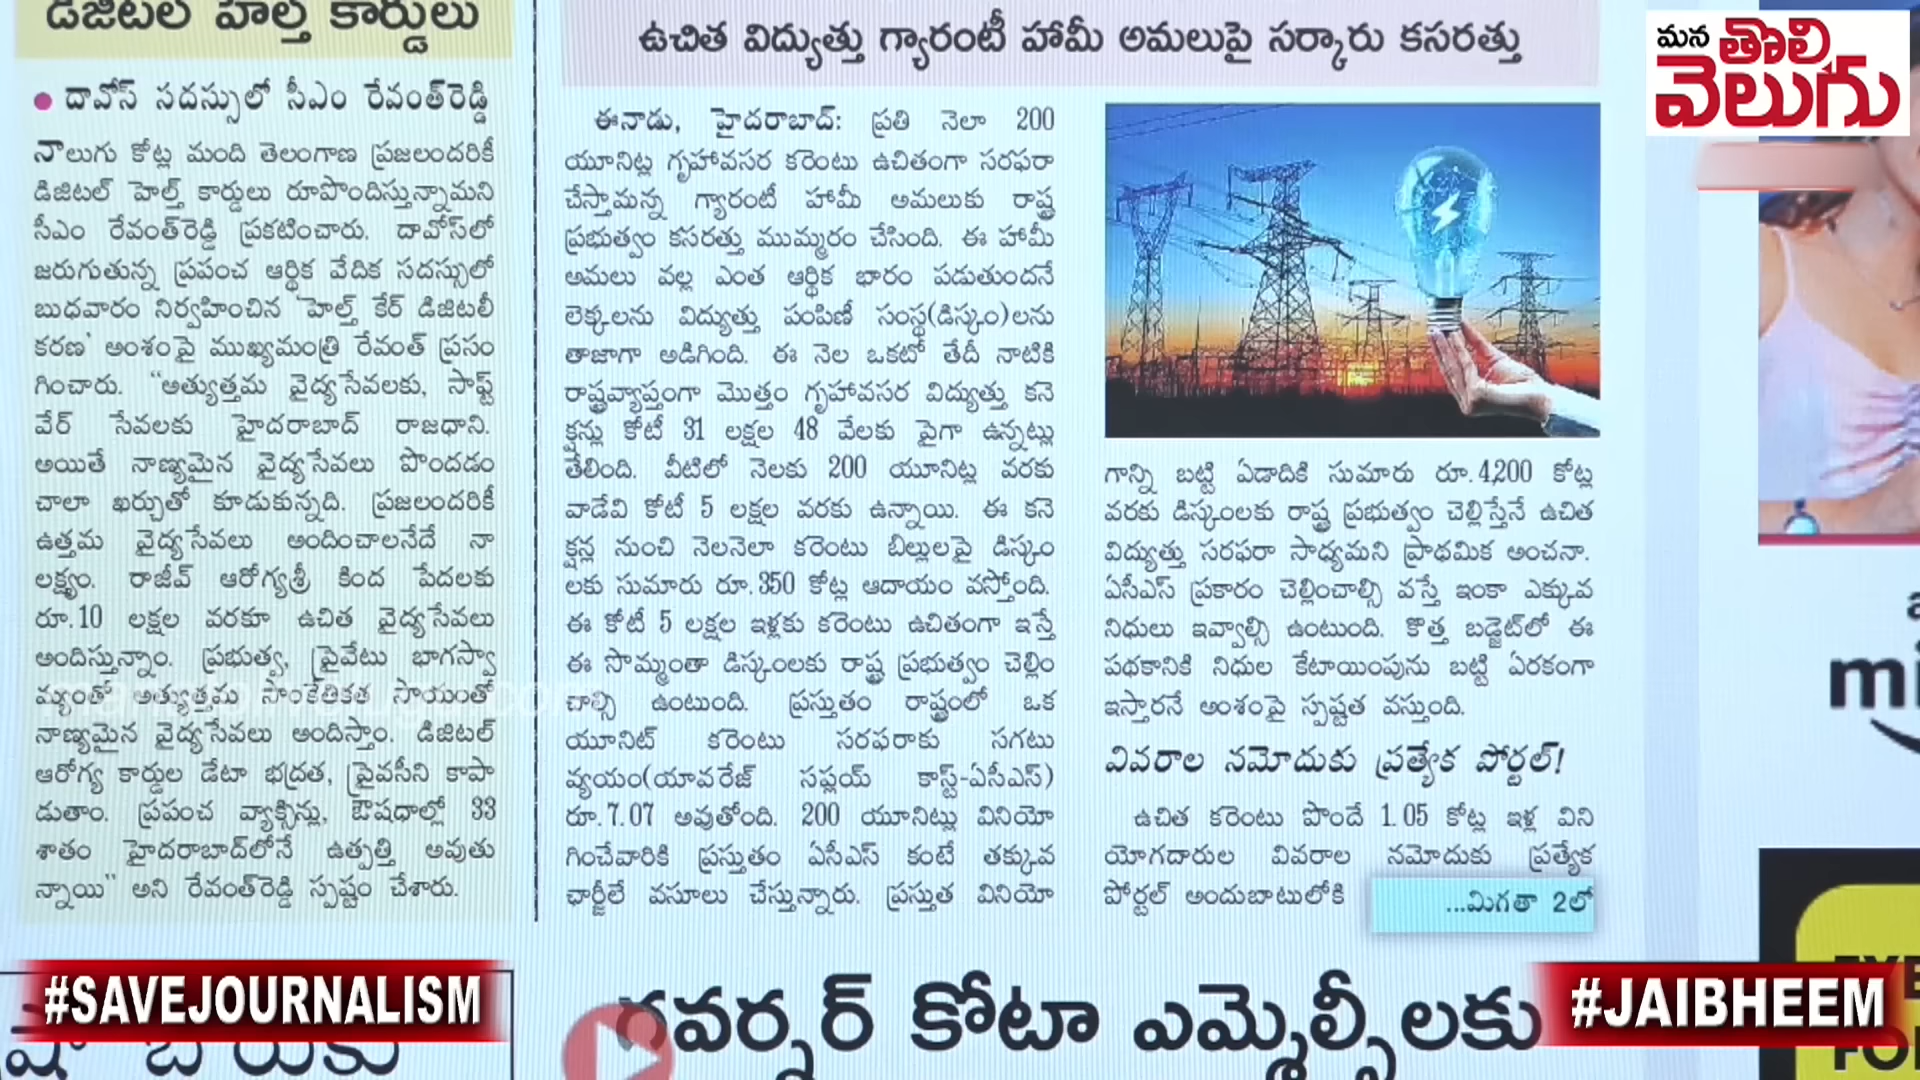 డిజిటల్ హెల్త్ కార్డులు
• దావోస్ సదస్సులో సీఎం రేవంత్‌రెడ్డి
నాలుగు కోట్ల మంది తెలంగాణ ప్రజలందరికీ
డిజిటల్ హెల్త్ కార్డులు రూపొందిస్తున్నామని
సీఎం రేవంత్‌రెడ్డి ప్రకటించారు. దావోస్‌లో
జరుగుతున్న ప్రపంచ ఆర్థిక వేదిక సదస్సులో
బుధవారం నిర్వహించిన 'హెల్త్ కేర్ డిజిటలీ
కరణ' అంశంపై ముఖ్యమంత్రి రేవంత్ ప్రసం
గించారు. "అత్యుత్తమ వైద్యసేవలకు, సాఫ్ట్
వేర్ సేవలకు హైదరాబాద్ రాజధాని.
అయితే నాణ్యమైన వైద్యసేవలు పొందడం
చాలా ఖర్చుతో కూడుకున్నది. ప్రజలందరికీ
ఉత్తమ వైద్యసేవలు అందించాలనేదే నా
లక్ష్యం. రాజీవ్ ఆరోగ్యశ్రీ కింద పేదలకు
రూ.10 లక్షల వరకూ ఉచిత వైద్యసేవలు
అందిస్తున్నాం. ప్రభుత్వ, ప్రైవేటు భాగస్వా
మ్యంతో అత్యుత్తమ సాంకేతికత సాయంతో
నాణ్యమైన వైద్యసేవలు అందిస్తాం. డిజిటల్
ఆరోగ్య కార్డుల డేటా భద్రత, ప్రైవసీని కాపా
డుతాం. ప్రపంచ వ్యాక్సిన్లు, ఔషధాల్లో 33
శాతం హైదరాబాద్‌లోనే ఉత్పత్తి అవుతు
న్నాయి" అని రేవంత్‌రెడ్డి స్పష్టం చేశారు.
ఉచిత విద్యుత్తు గ్యారంటీ హామీ అమలుపై సర్కారు కసరత్తు
ఈనాడు, హైదరాబాద్: ప్రతి నెలా 200
యూనిట్ల గృహావసర కరెంటు ఉచితంగా సరఫరా
చేస్తామన్న గ్యారంటీ హామీ అమలుకు రాష్ట్ర
ప్రభుత్వం కసరత్తు ముమ్మరం చేసింది. ఈ హామీ
అమలు వల్ల ఎంత ఆర్థిక భారం పడుతుందనే
లెక్కలను విద్యుత్తు పంపిణీ సంస్థ(డిస్కం)లను
తాజాగా అడిగింది. ఈ నెల ఒకటో తేదీ నాటికి
రాష్ట్రవ్యాప్తంగా మొత్తం గృహావసర విద్యుత్తు కనె
క్షన్లు కోటీ 31 లక్షల 48 వేలకు పైగా ఉన్నట్లు
తేలింది. వీటిలో నెలకు 200 యూనిట్ల వరకు
వాడేవి కోటీ 5 లక్షల వరకు ఉన్నాయి. ఈ కనె
క్షన్ల నుంచి నెలనెలా కరెంటు బిల్లులపై డిస్కం
లకు సుమారు రూ.350 కోట్ల ఆదాయం వస్తోంది.
ఈ కోటీ 5 లక్షల ఇళ్లకు కరెంటు ఉచితంగా ఇస్తే
ఈ సొమ్మంతా డిస్కంలకు రాష్ట్ర ప్రభుత్వం చెల్లిం
చాల్సి ఉంటుంది. ప్రస్తుతం రాష్ట్రంలో ఒక
యూనిట్ కరెంటు సరఫరాకు సగటు
వ్యయం(యావరేజ్ సప్లయ్ కాస్ట్-ఏసీఎస్)
రూ.7.07 అవుతోంది. 200 యూనిట్లు వినియో
గించేవారికి ప్రస్తుతం ఏసీఎస్ కంటే తక్కువ
ఛార్జీలే వసూలు చేస్తున్నారు. ప్రస్తుత వినియో
గాన్ని బట్టి ఏడాదికి సుమారు రూ.4,200 కోట్ల
వరకు డిస్కంలకు రాష్ట్ర ప్రభుత్వం చెల్లిస్తేనే ఉచిత
విద్యుత్తు సరఫరా సాధ్యమని ప్రాథమిక అంచనా.
ఏసీఎస్ ప్రకారం చెల్లించాల్సి వస్తే ఇంకా ఎక్కువ
నిధులు ఇవ్వాల్సి ఉంటుంది. కొత్త బడ్జెట్‌లో ఈ
పథకానికి నిధుల కేటాయింపును బట్టి ఏరకంగా
ఇస్తారనే అంశంపై స్పష్టత వస్తుంది.
వివరాల నమోదుకు ప్రత్యేక పోర్టల్!
ఉచిత కరెంటు పొందే 1.05 కోట్ల ఇళ్ల విని
యోగదారుల వివరాల నమోదుకు ప్రత్యేక
పోర్టల్ అందుబాటులోకి ...మిగతా 2లో
గవర్నర్ కోటా ఎమ్మెల్సీలకు
మన
తొలి
వెలుగు
#SAVEJOURNALISM
#JAIBHEEM